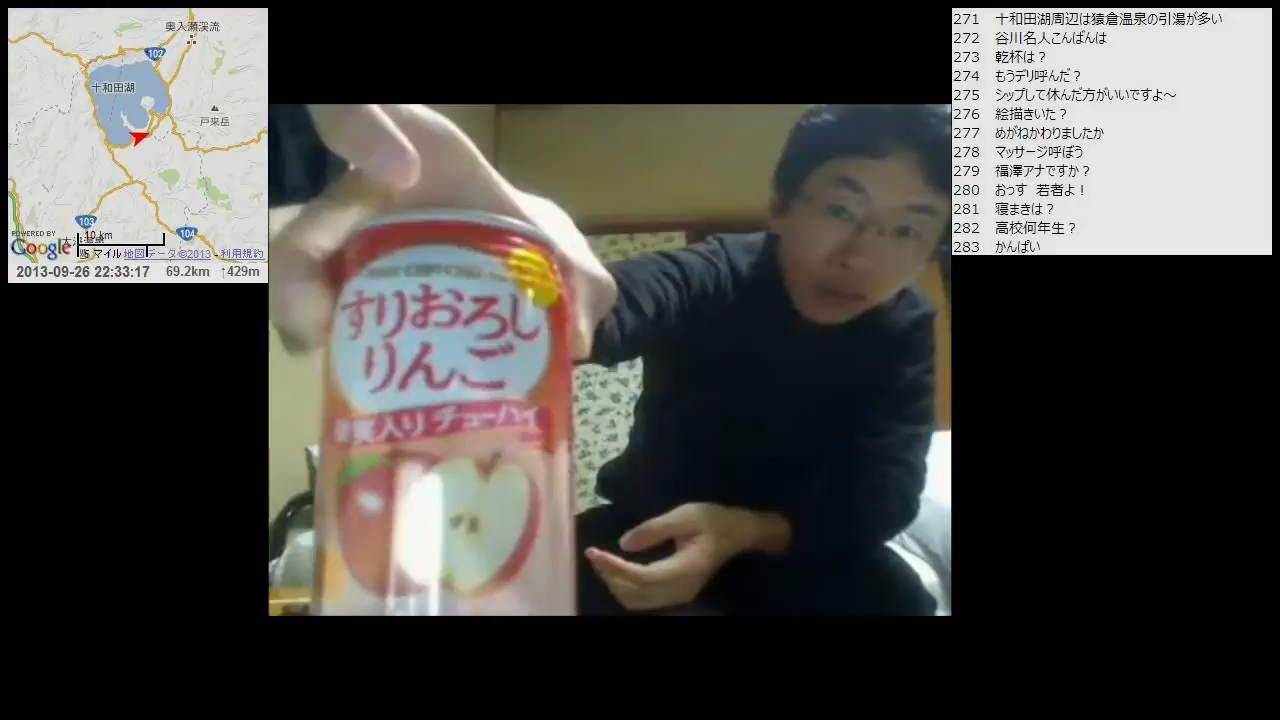 奥入瀬渓流
102
十和田湖
戸来岳
103
104
POWERED BY
Google
10 km
5 マイル
地図データ ©2013 - 利用規約
2013-09-26 22:33:17 69.2km ↑429m
すりおろし
りんご
果実入りチューハイ
271 十和田湖周辺は猿倉温泉の引湯が多い
272 谷川名人こんばんは
273 乾杯は？
274 もうデリ呼んだ？
275 シップして休んだ方がいいですよ～
276 絵描きいた？
277 めがねかわりましたか
278 マッサージ呼ぼう
279 福澤アナですか？
280 おっす 若者よ！
281 寝まきは？
282 高校何年生？
283 かんぱい